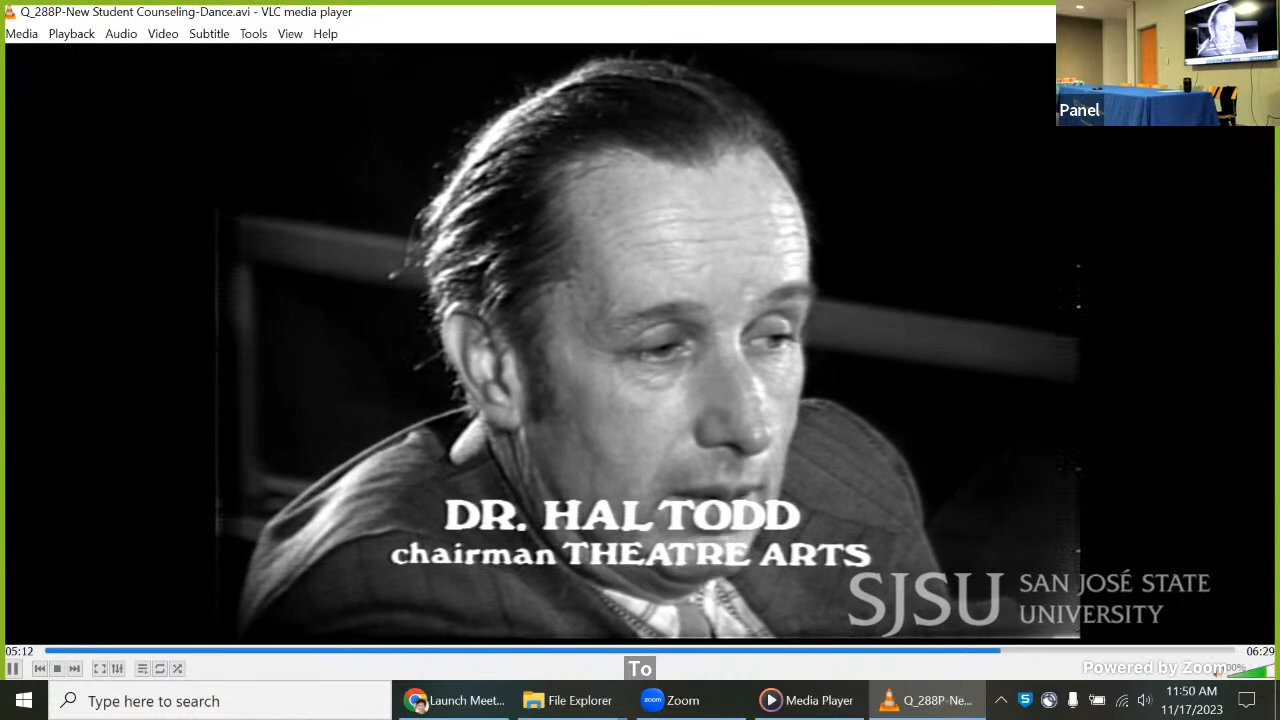 Q_288P-New Student Counseling-Dance.avi - VLC media player
Media Playback Audio Video Subtitle Tools View Help
Panel
DR. HAL TODD
chairman THEATRE ARTS
SJSU SAN JOSÉ STATE
UNIVERSITY
05:12
06:29
To
Powered by Zoom
Type here to search
Launch Meet...
File Explorer
zoom
Zoom
Media Player
Q_288P-Ne...
11:50 AM
11/17/2023